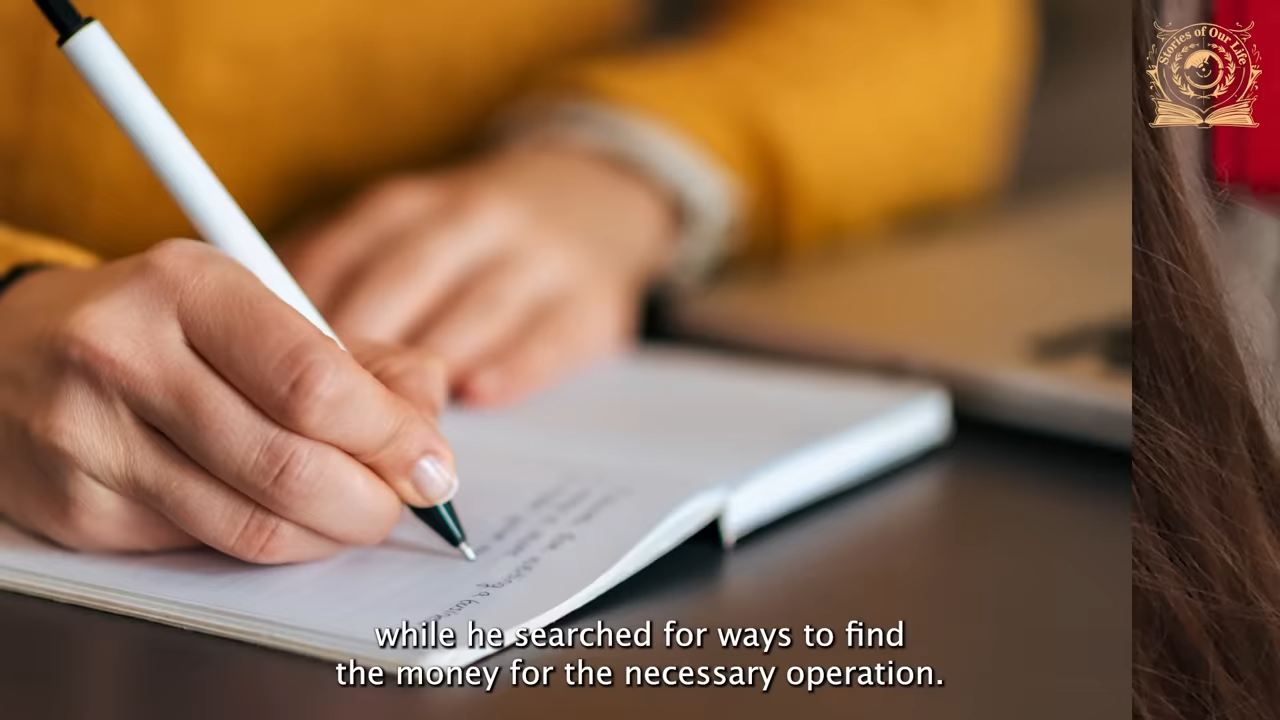 Stories of Our Life
while he searched for ways to find
the money for the necessary operation.